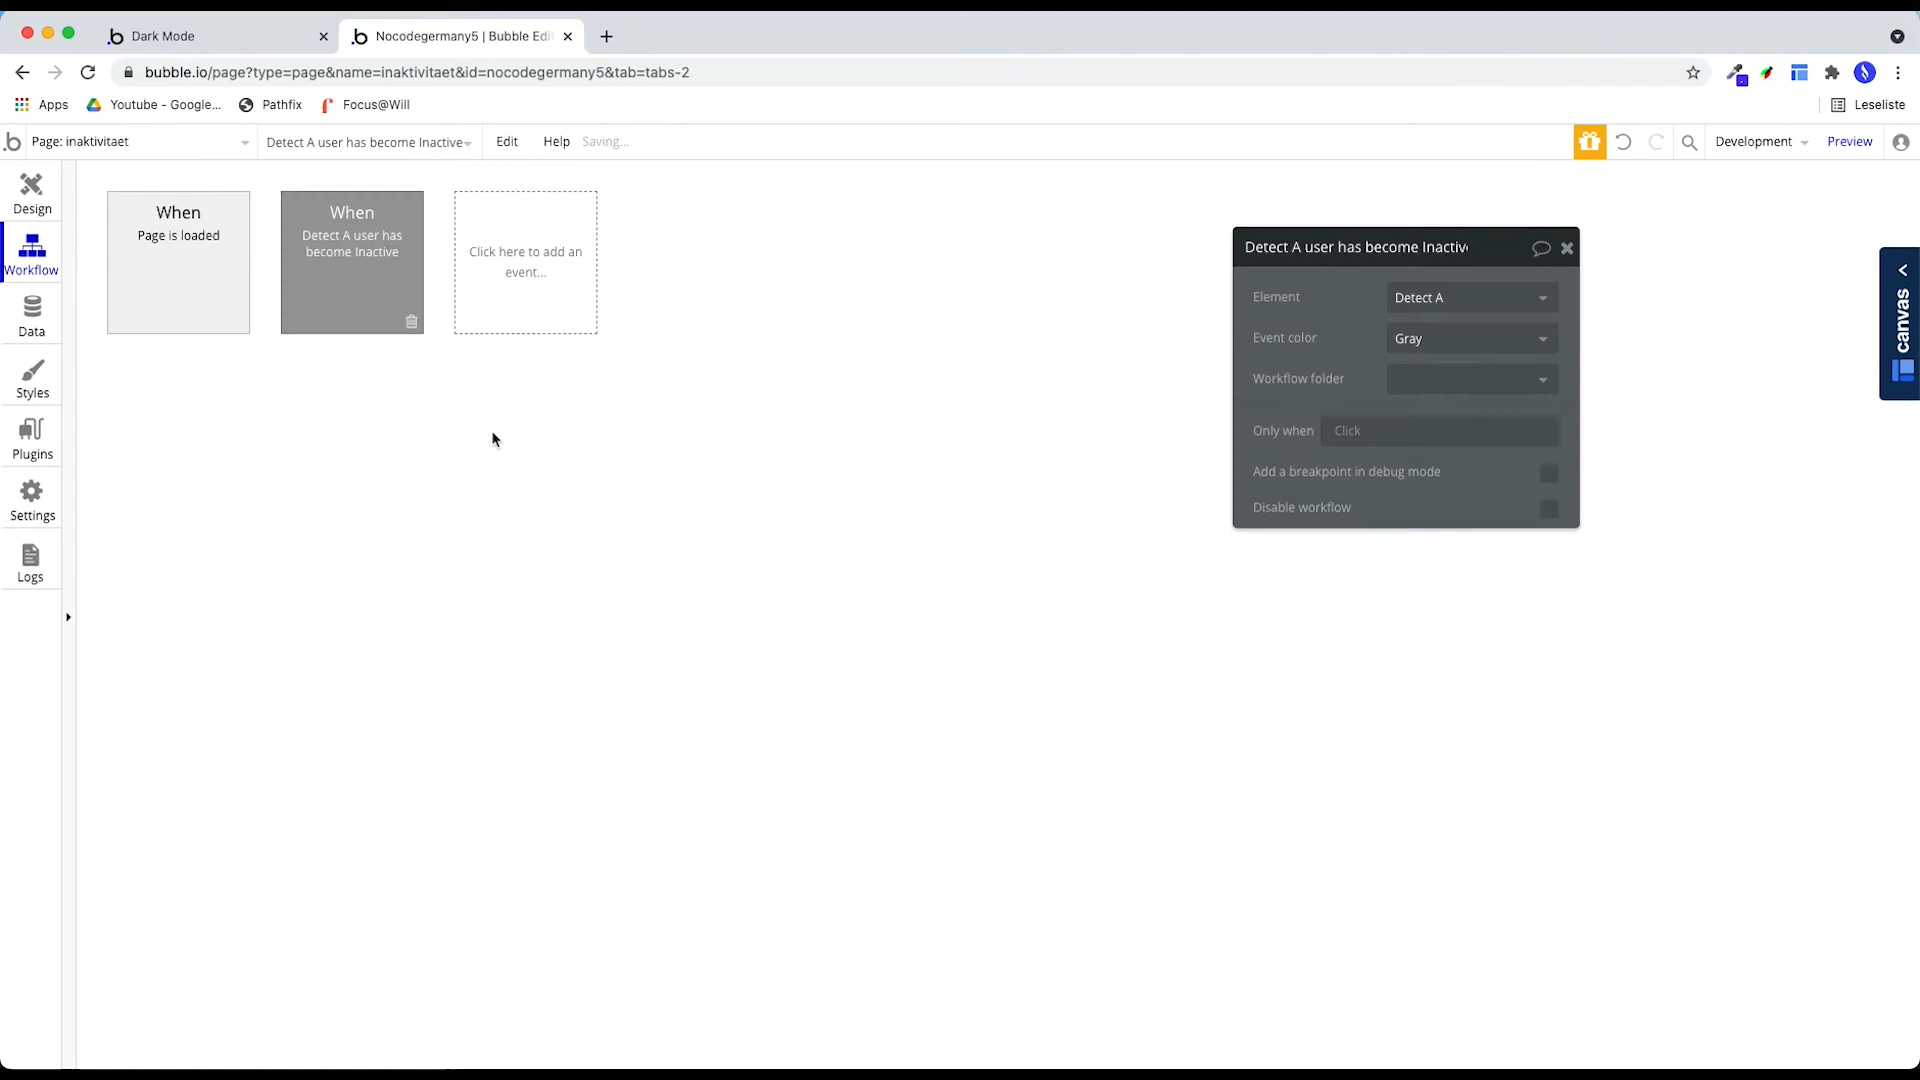 Dark Mode
Nocodegermany5 | Bubble Edi
bubble.io/page?type=page&name=inaktivitaet&id=nocodegermany5&tab=tabs-2
Apps
Youtube - Google...
Pathfix
Focus@Will
Leseliste
Page: inaktivitaet
Detect A user has become Inactive
Edit
Help
Saving...
Development
Preview
Design
Workflow
Data
Styles
Plugins
Settings
Logs
When
Page is loaded
When
Detect A user has
become Inactive
Click here to add an
event...
Detect A user has become Inactiv
Element
Detect A
Event color
Gray
Workflow folder
Only when
Click
Add a breakpoint in debug mode
Disable workflow
canvas